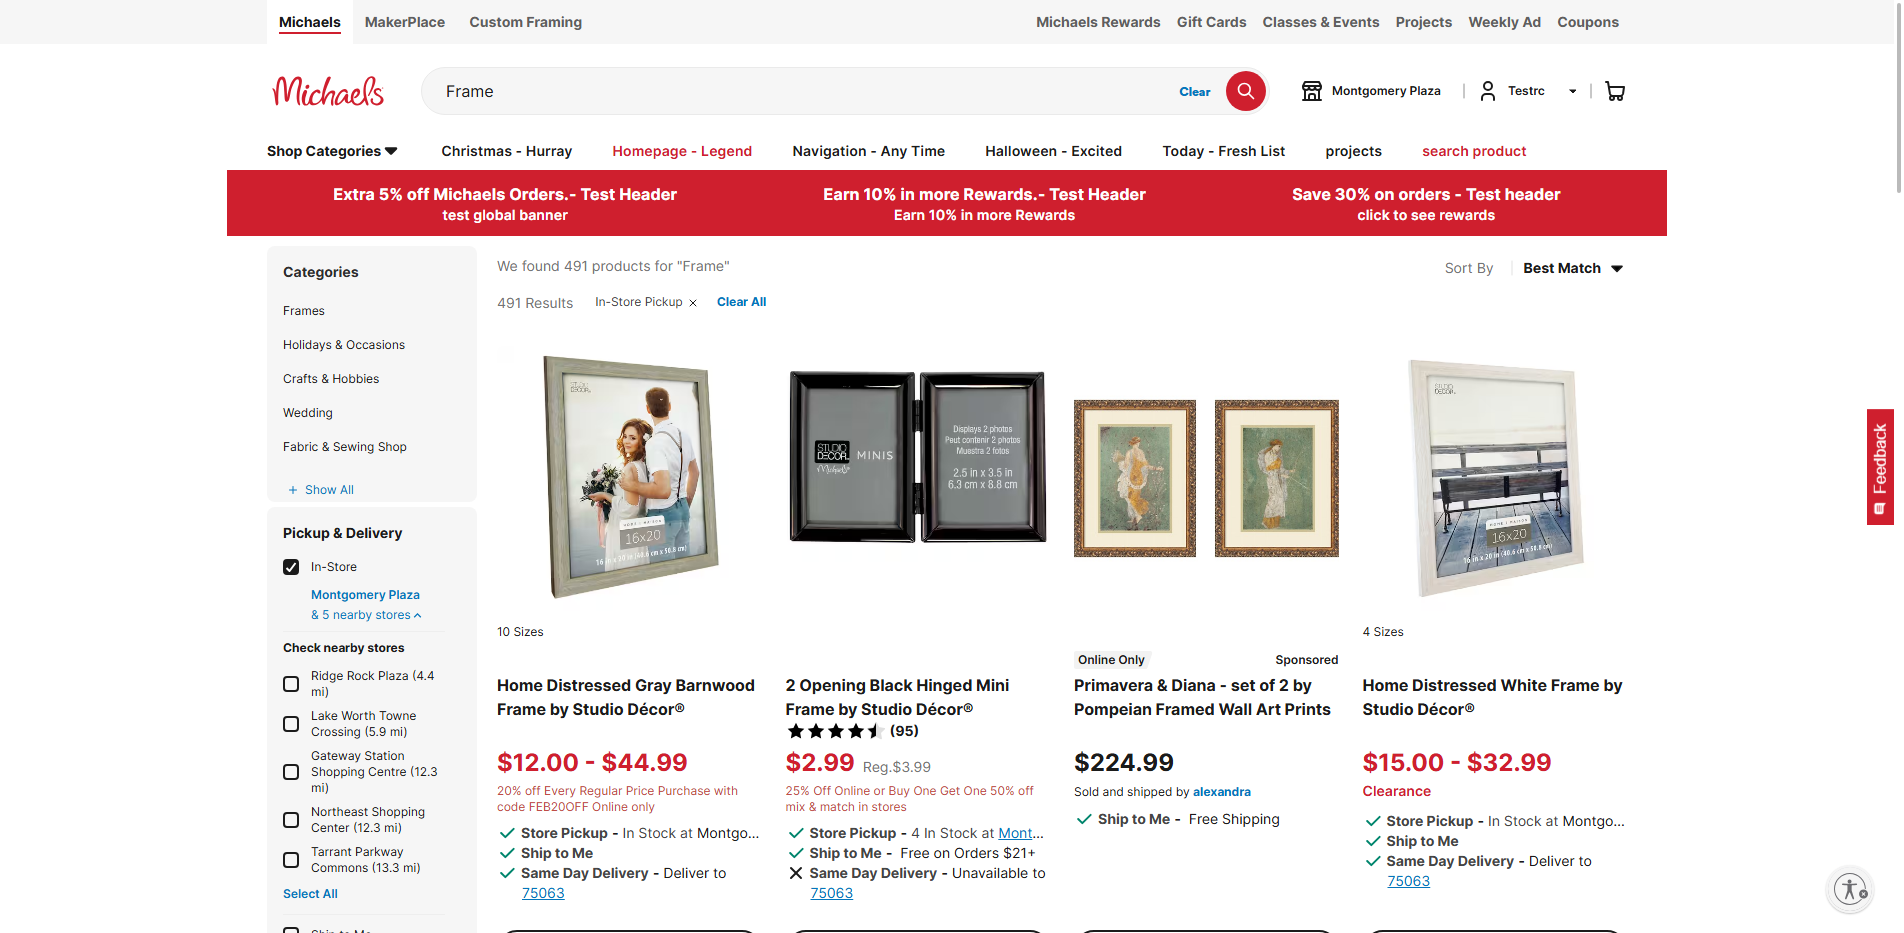 Michaels MakerPlace Custom Framing Michaels Rewards Gift Cards Classes & Events Projects Weekly Ad Coupons
Michaels Frame Clear Montgomery Plaza Testrc
Shop Categories Christmas - Hurray Homepage - Legend Navigation - Any Time Halloween - Excited Today - Fresh List projects search product
Extra 5% off Michaels Orders.- Test Header
test global banner
Earn 10% in more Rewards.- Test Header
Earn 10% in more Rewards
Save 30% on orders - Test header
click to see rewards
Categories
Frames
Holidays & Occasions
Crafts & Hobbies
Wedding
Fabric & Sewing Shop
+ Show All
Pickup & Delivery
In-Store
Montgomery Plaza
& 5 nearby stores
Check nearby stores
Ridge Rock Plaza (4.4
mi)
Lake Worth Towne
Crossing (5.9 mi)
Gateway Station
Shopping Centre (12.3
mi)
Northeast Shopping
Center (12.3 mi)
Tarrant Parkway
Commons (13.3 mi)
Select All
Ship to Me
We found 491 products for "Frame"
Sort By Best Match
491 Results In-Store Pickup × Clear All
STUDIO
DECOR
HOME + MAISON
16x20
16 in x 20 in (40.6 cm x 50.8 cm)
10 Sizes
Home Distressed Gray Barnwood
Frame by Studio Décor®
$12.00 - $44.99
20% off Every Regular Price Purchase with
code FEB20OFF Online only
Store Pickup - In Stock at Montgo...
Ship to Me
Same Day Delivery - Deliver to
75063
STUDIO
DECOR
Michaels
MINIS
Displays 2 photos
Peut contenir 2 photos
Muestra 2 fotos
2.5 in x 3.5 in
6.3 cm x 8.8 cm
2 Opening Black Hinged Mini
Frame by Studio Décor®
(95)
$2.99 Reg.$3.99
25% Off Online or Buy One Get One 50% off
mix & match in stores
Store Pickup - 4 In Stock at Mont...
Ship to Me - Free on Orders $21+
Same Day Delivery - Unavailable to
75063
Online Only Sponsored
Primavera & Diana - set of 2 by
Pompeian Framed Wall Art Prints
$224.99
Sold and shipped by alexandra
Ship to Me - Free Shipping
STUDIO
DECOR
HOME + MAISON
16x20
16 in x 20 in (40.6 cm x 50.8 cm)
4 Sizes
Home Distressed White Frame by
Studio Décor®
$15.00 - $32.99
Clearance
Store Pickup - In Stock at Montgo...
Ship to Me
Same Day Delivery - Deliver to
75063
Feedback